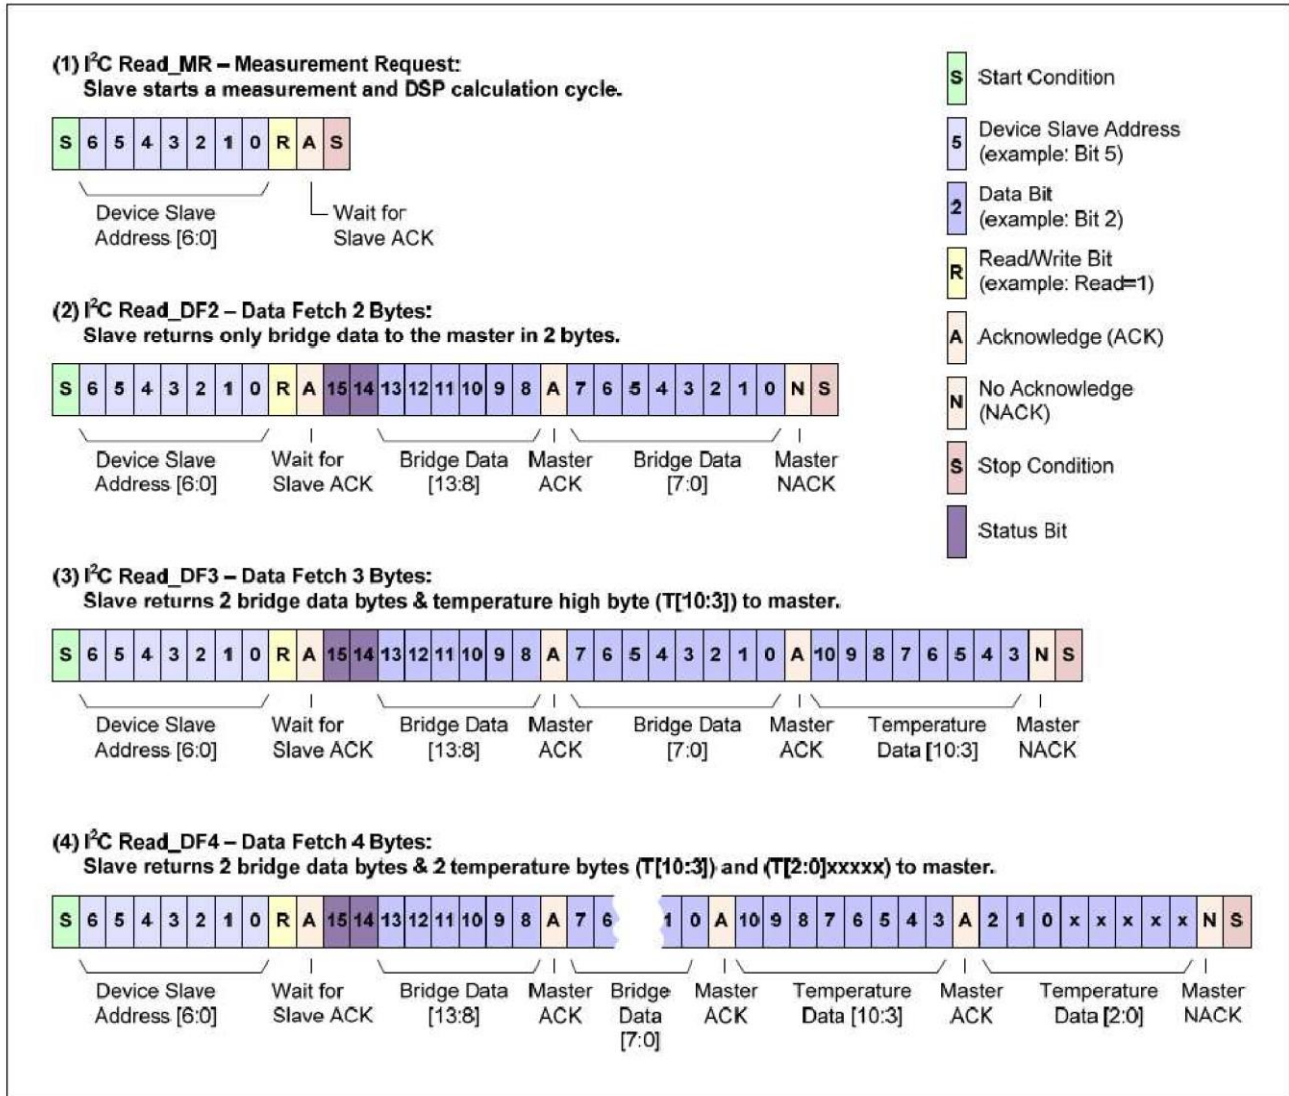 (1) I²C Read_MR – Measurement Request:
Slave starts a measurement and DSP calculation cycle.
S 6 5 4 3 2 1 0 R A S
Device Slave
Address [6:0]
Wait for
Slave ACK
(2) I²C Read_DF2 – Data Fetch 2 Bytes:
Slave returns only bridge data to the master in 2 bytes.
S 6 5 4 3 2 1 0 R A 15 14 13 12 11 10 9 8 A 7 6 5 4 3 2 1 0 N S
Device Slave
Address [6:0]
Wait for
Slave ACK
Bridge Data
[13:8]
Master
ACK
Bridge Data
[7:0]
Master
NACK
(3) I²C Read_DF3 – Data Fetch 3 Bytes:
Slave returns 2 bridge data bytes & temperature high byte (T[10:3]) to master.
S 6 5 4 3 2 1 0 R A 15 14 13 12 11 10 9 8 A 7 6 5 4 3 2 1 0 A 10 9 8 7 6 5 4 3 N S
Device Slave
Address [6:0]
Wait for
Slave ACK
Bridge Data
[13:8]
Master
ACK
Bridge Data
[7:0]
Master
ACK
Temperature
Data [10:3]
Master
NACK
(4) I²C Read_DF4 – Data Fetch 4 Bytes:
Slave returns 2 bridge data bytes & 2 temperature bytes (T[10:3]) and (T[2:0]xxxxx) to master.
S 6 5 4 3 2 1 0 R A 15 14 13 12 11 10 9 8 A 7 6 1 0 A 10 9 8 7 6 5 4 3 A 2 1 0 x x x x x N S
Device Slave
Address [6:0]
Wait for
Slave ACK
Bridge Data
[13:8]
Master
ACK
Bridge
Data
[7:0]
Master
ACK
Temperature
Data [10:3]
Master
ACK
Temperature
Data [2:0]
Master
NACK
S Start Condition
5 Device Slave Address
(example: Bit 5)
2 Data Bit
(example: Bit 2)
R Read/Write Bit
(example: Read=1)
A Acknowledge (ACK)
N No Acknowledge
(NACK)
S Stop Condition
Status Bit